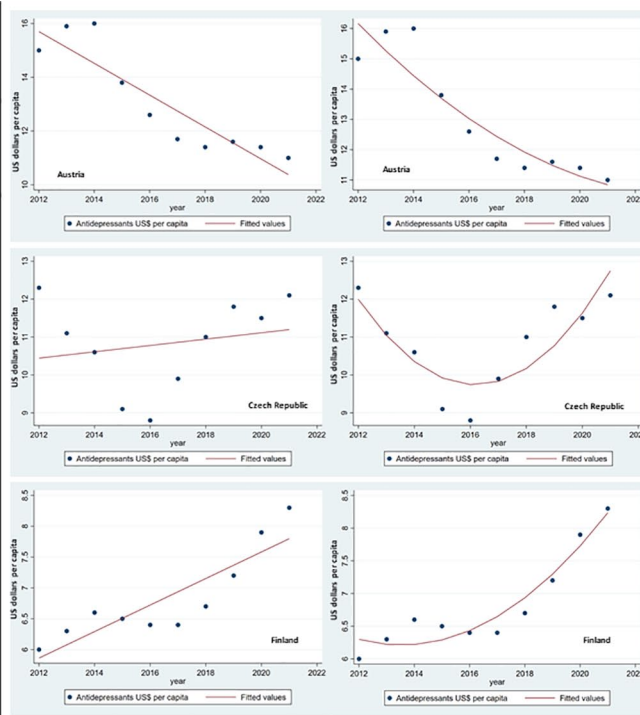 US dollars per capita
16
14
12
10
Austria
2012 2014 2016 2018 2020 2022
year
Antidepressants US$ per capita Fitted values
US dollars per capita
16
15
14
13
12
11
Austria
2012 2014 2016 2018 2020
year
Antidepressants US$ per capita Fitted values
US dollars per capita
13
12
11
10
9
Czech Republic
2012 2014 2016 2018 2020 2022
year
Antidepressants US$ per capita Fitted values
US dollars per capita
13
12
11
10
9
Czech Republic
2012 2014 2016 2018 2020
year
Antidepressants US$ per capita Fitted values
US dollars per capita
8.5
8
7.5
7
6.5
6
Finland
2012 2014 2016 2018 2020 2022
year
Antidepressants US$ per capita Fitted values
US dollars per capita
8.5
8
7.5
7
6.5
6
Finland
2012 2014 2016 2018 2020
year
Antidepressants US$ per capita Fitted values